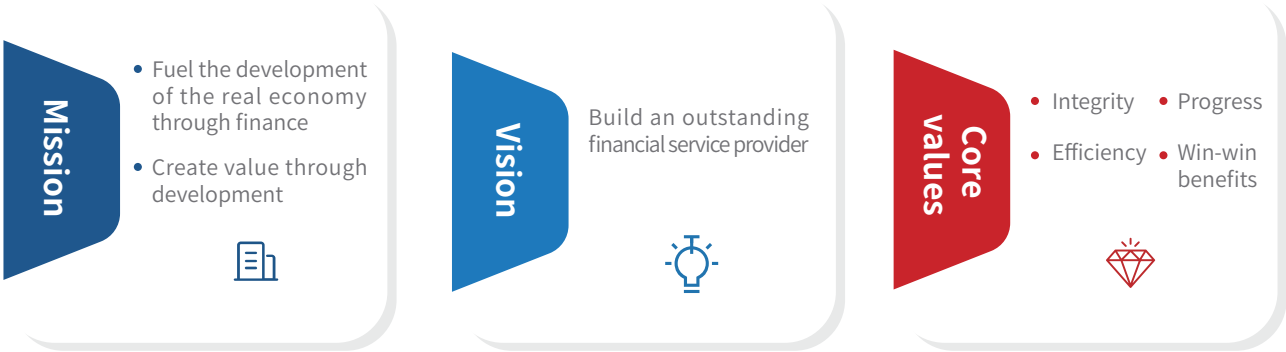 Mission
Fuel the development
of the real economy
through finance
Create value through
development
Vision
Build an outstanding
financial service provider
Core
values
Integrity
Progress
Efficiency
Win-win
benefits